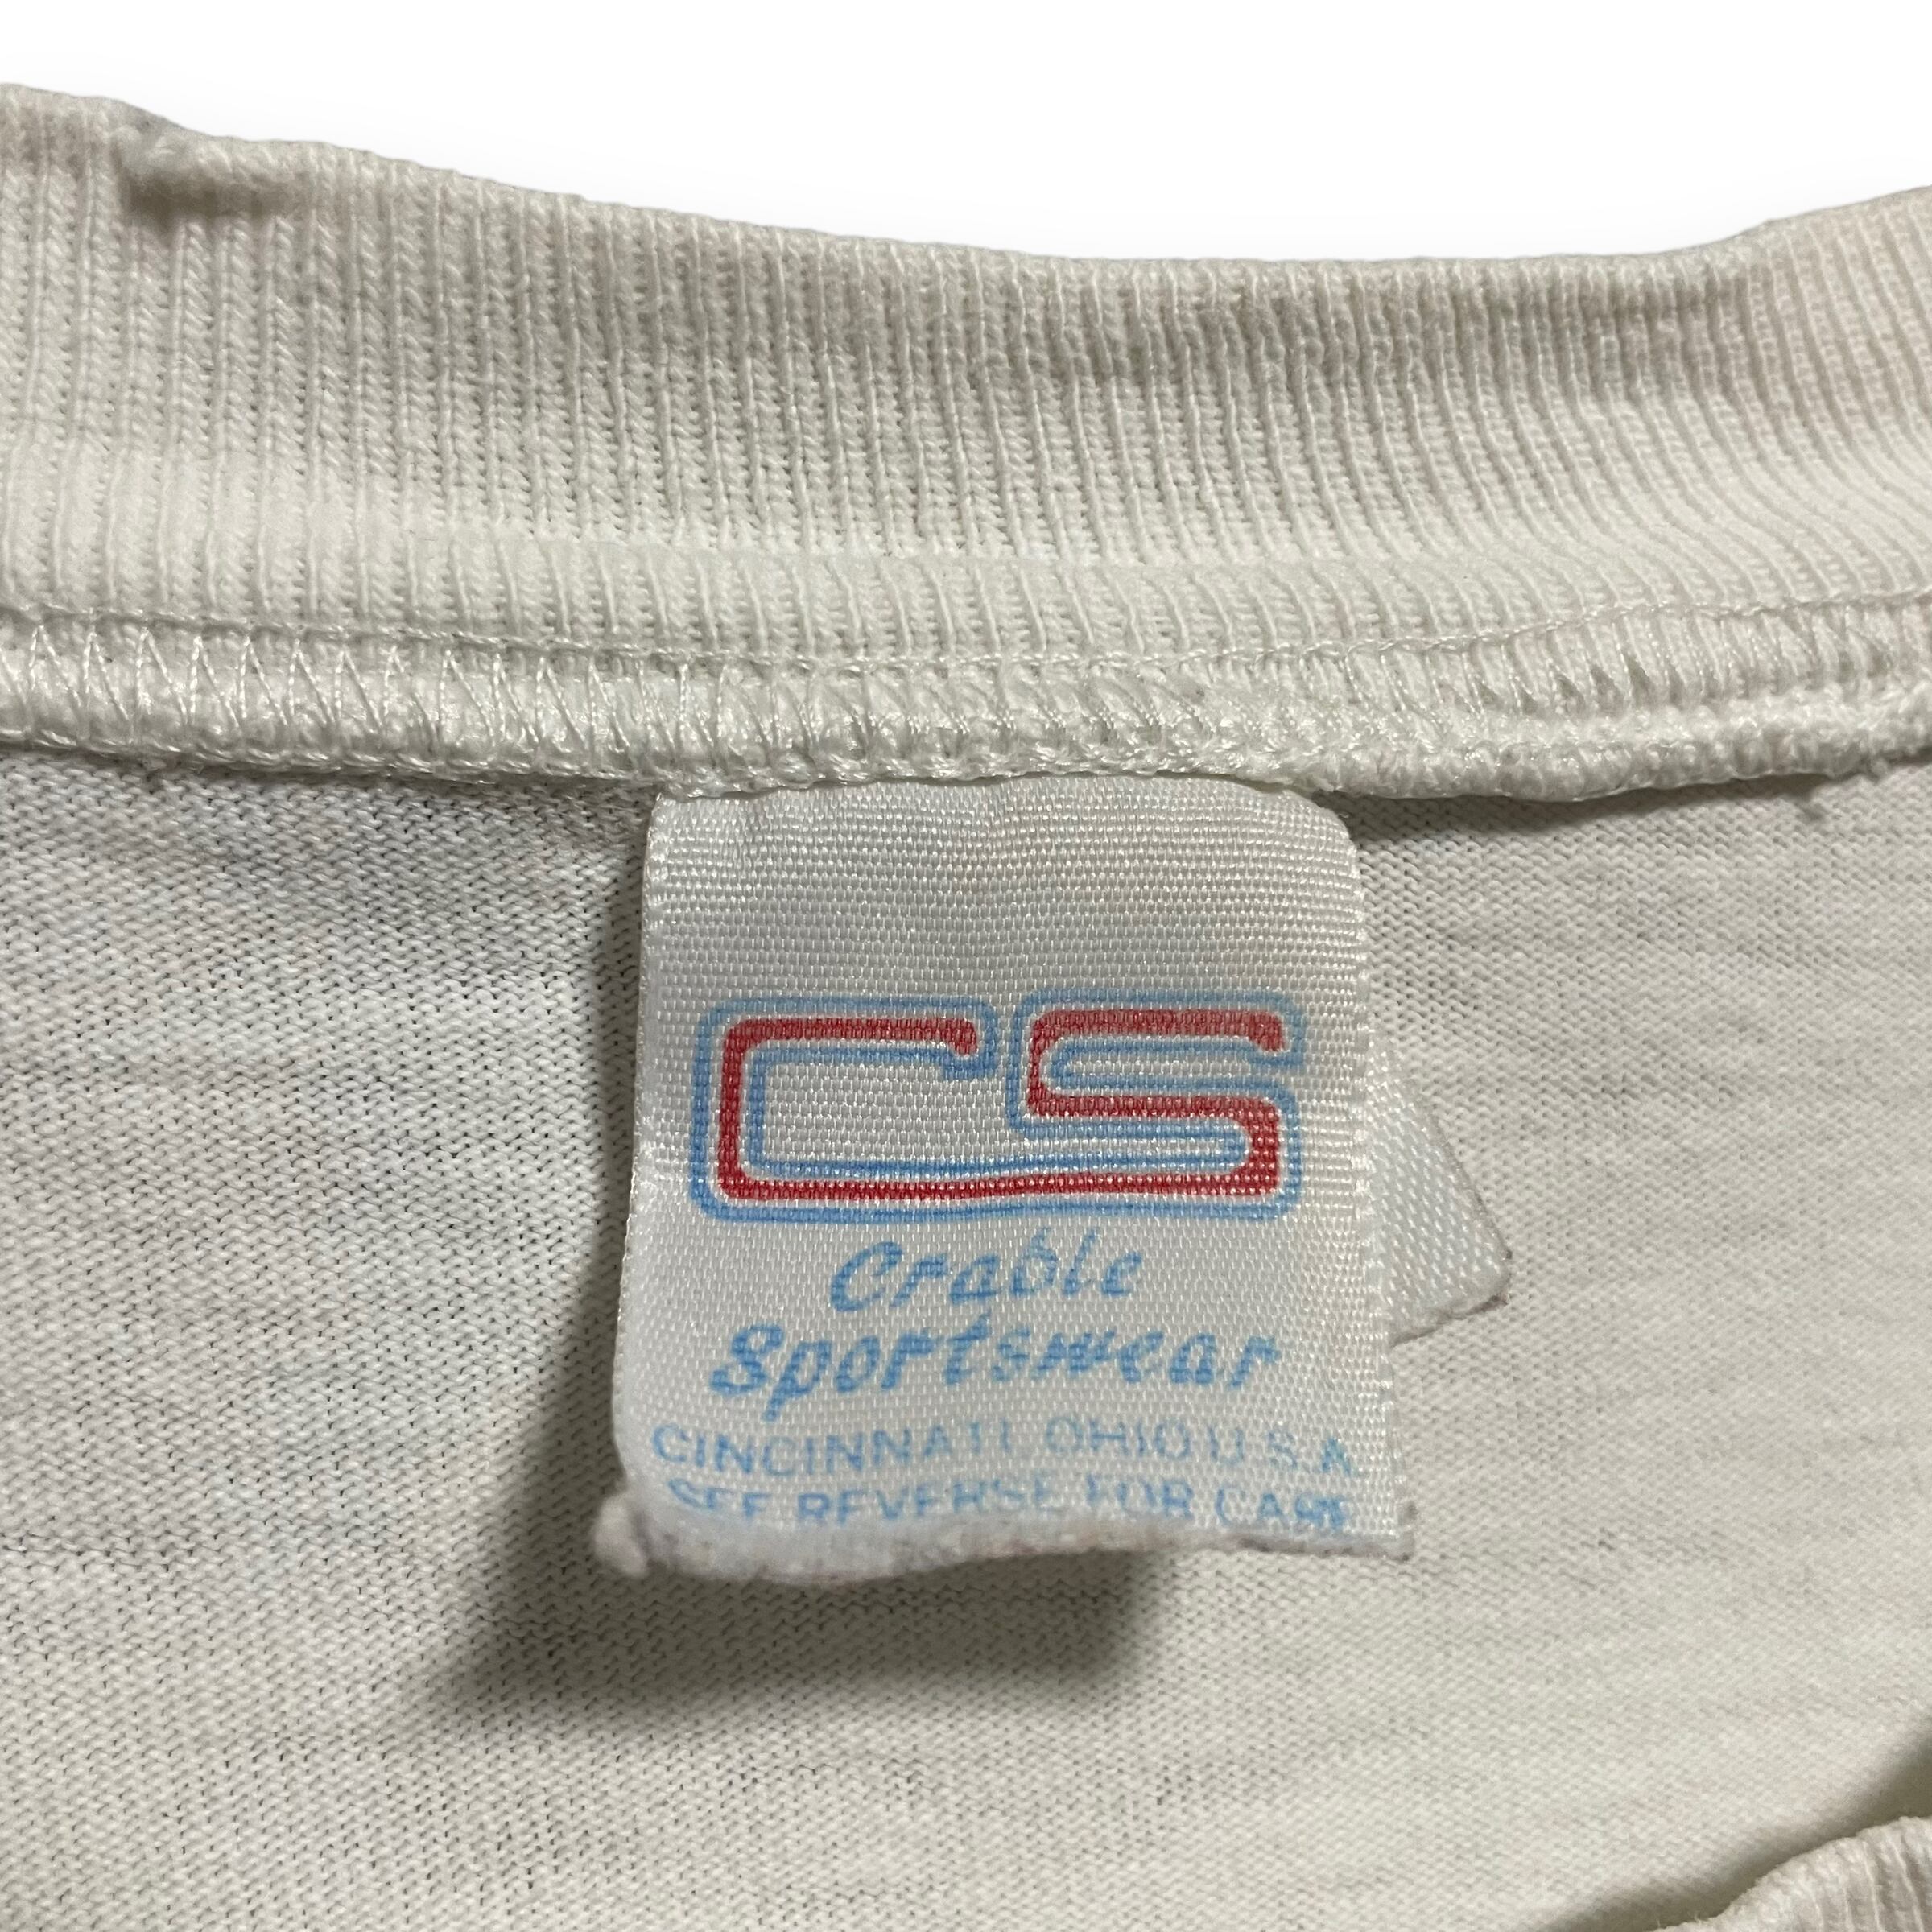 CS
Crable
Sportswear
CINCINNATI, OHIO U.S.A
SEE REVERSE FOR CARE